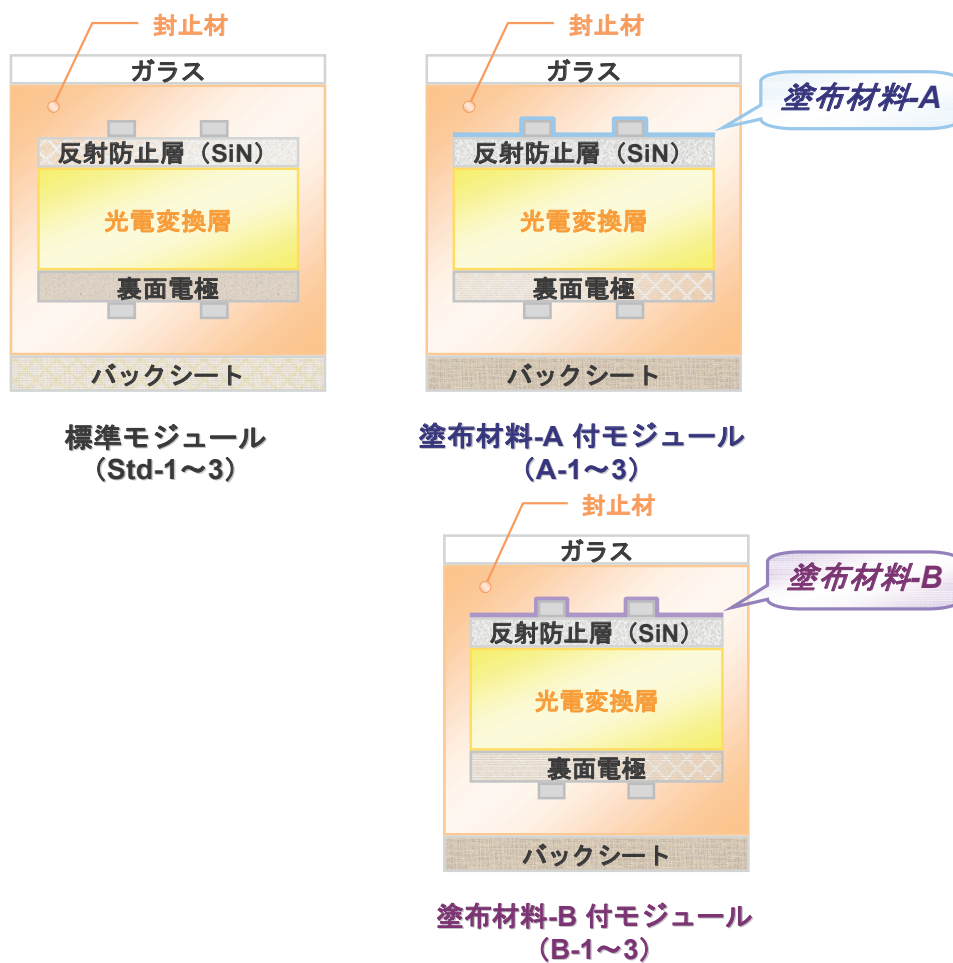 封止材
ガラス
反射防止層（SiN）
光電変換層
裏面電極
バックシート
標準モジュール
（Std-1～3）
封止材
ガラス
塗布材料-A
反射防止層（SiN）
光電変換層
裏面電極
バックシート
塗布材料-A 付モジュール
（A-1～3）
封止材
ガラス
塗布材料-B
反射防止層（SiN）
光電変換層
裏面電極
バックシート
塗布材料-B 付モジュール
（B-1～3）